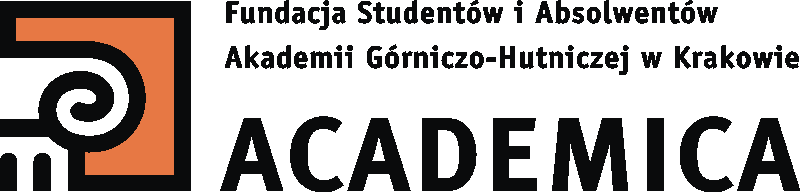 Fundacja Studentów i Absolwentów
Akademii Górniczo-Hutniczej w Krakowie
ACADEMICA